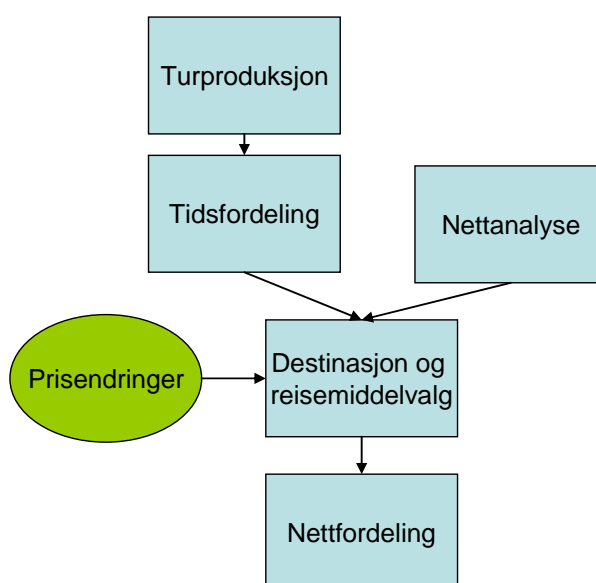 Turproduksjon
Tidsfordeling
Nettanalyse
Prisendringer
Destinasjon og
reisemiddelvalg
Nettfordeling